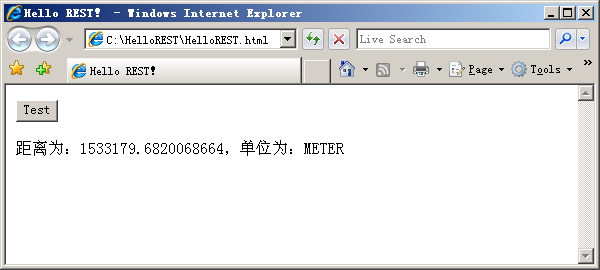 Hello REST! - Windows Internet Explorer
C:\HelloREST\HelloREST.html
Live Search
Hello REST!
Page
Tools
Test
距离为：1533179.6820068664，单位为：METER